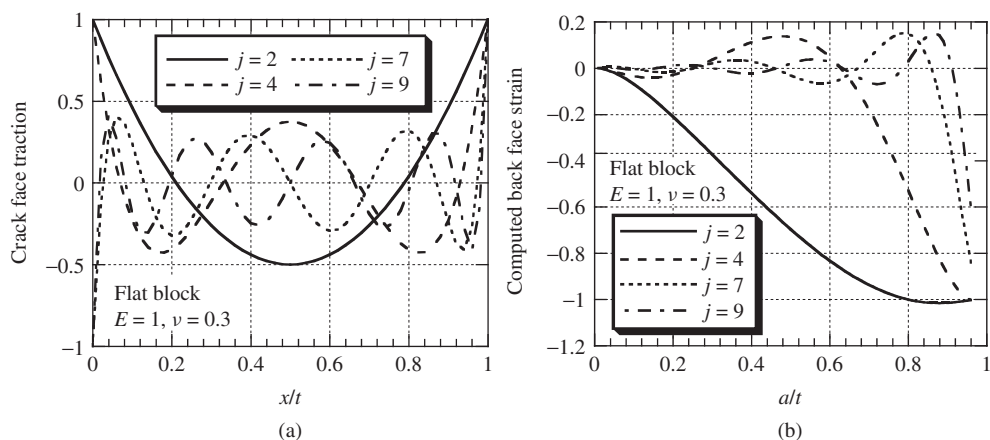 1
0.5
0
−0.5
−1
Crack face traction
j = 2
j = 7
j = 4
j = 9
Flat block
E = 1, ν = 0.3
0
0.2
0.4
0.6
0.8
1
x/t
(a)
0.2
0
−0.2
−0.4
−0.6
−0.8
−1
−1.2
Computed back face strain
Flat block
E = 1, ν = 0.3
j = 2
j = 4
j = 7
j = 9
0
0.2
0.4
0.6
0.8
1
a/t
(b)